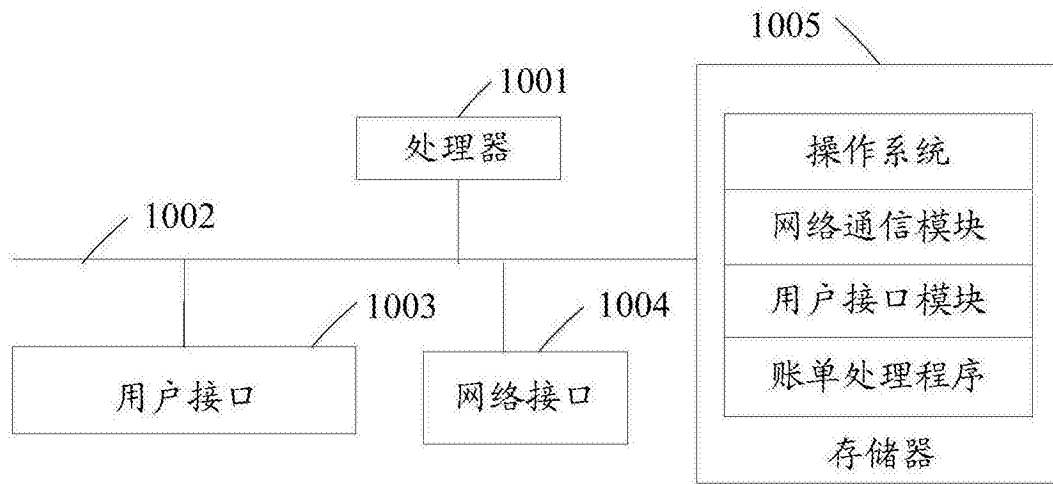 1005
1001
处理器
操作系统
网络通信模块
用户接口模块
账单处理程序
存储器
1002
1003
用户接口
1004
网络接口